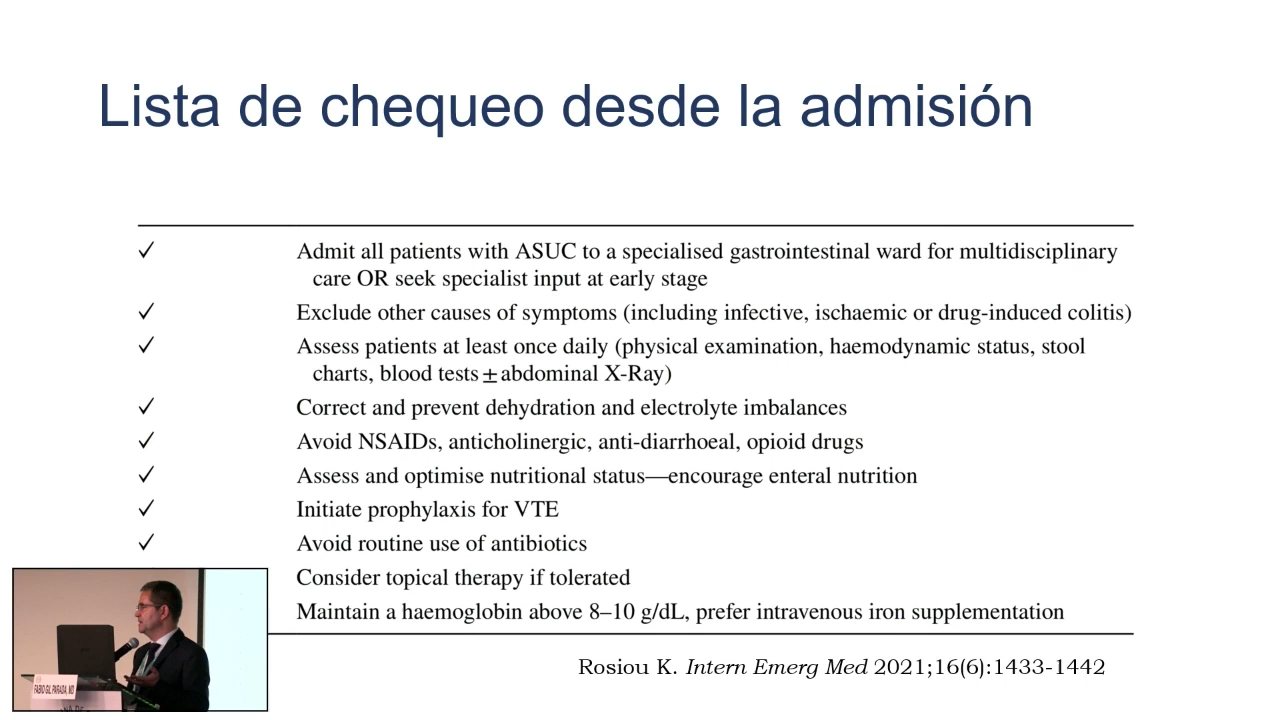 Lista de chequeo desde la admisión
✓ Admit all patients with ASUC to a specialised gastrointestinal ward for multidisciplinary
care OR seek specialist input at early stage
✓ Exclude other causes of symptoms (including infective, ischaemic or drug-induced colitis)
✓ Assess patients at least once daily (physical examination, haemodynamic status, stool
charts, blood tests ± abdominal X-Ray)
✓ Correct and prevent dehydration and electrolyte imbalances
✓ Avoid NSAIDs, anticholinergic, anti-diarrhoeal, opioid drugs
✓ Assess and optimise nutritional status—encourage enteral nutrition
✓ Initiate prophylaxis for VTE
✓ Avoid routine use of antibiotics
Consider topical therapy if tolerated
Maintain a haemoglobin above 8–10 g/dL, prefer intravenous iron supplementation
Rosiou K. Intern Emerg Med 2021;16(6):1433-1442
FABIO GIL PARADA, MD